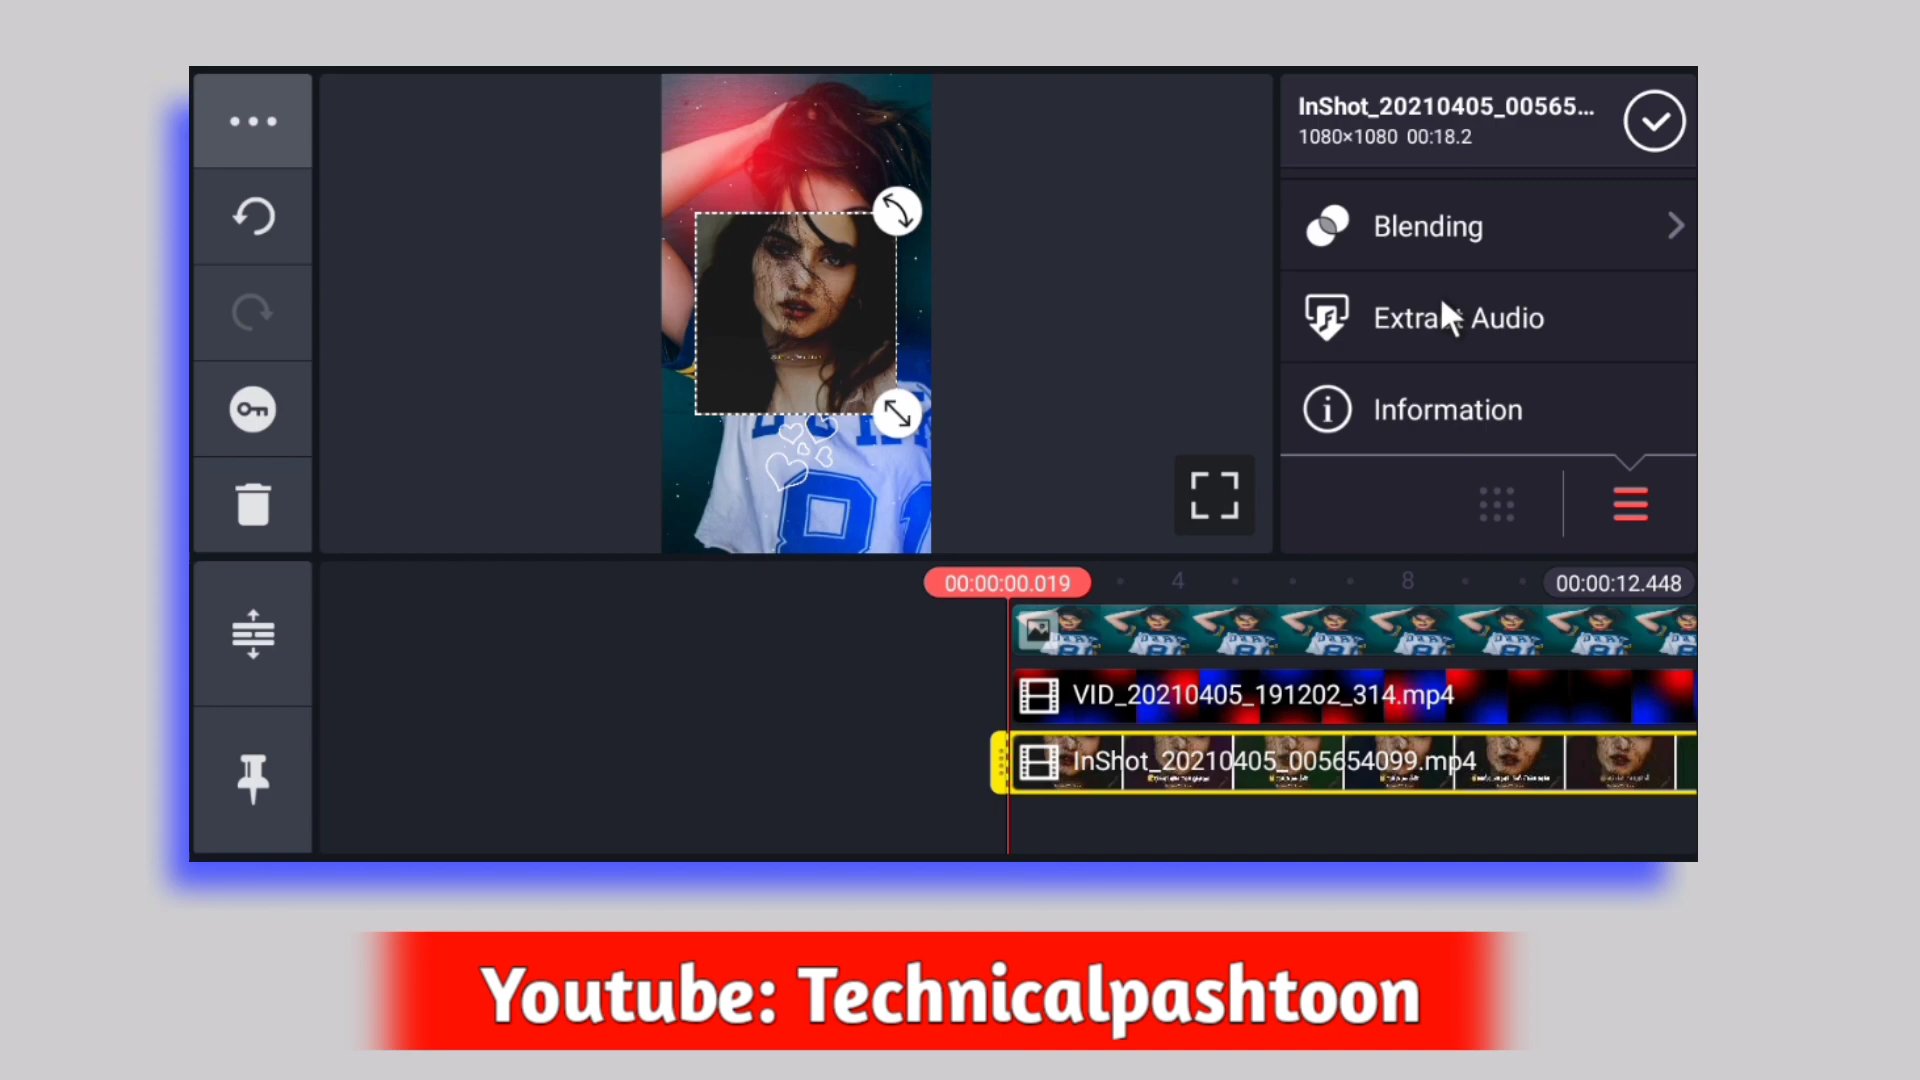 InShot_20210405_00565...
1080×1080 00:18.2
Blending
Extra Audio
Information
00:00:00.019
4
8
00:00:12.448
VID_20210405_191202_314.mp4
InShot_20210405_005654099.mp4
Youtube: Technicalpashtoon